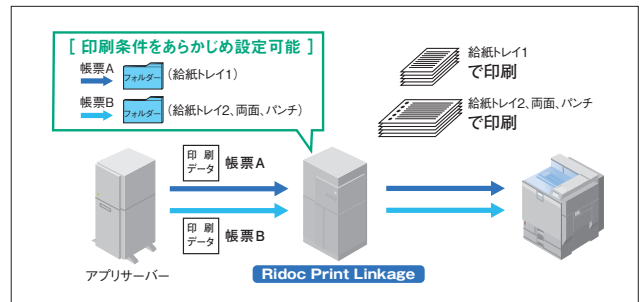 [ 印刷条件をあらかじめ設定可能 ]
帳票A
フォルダー
(給紙トレイ1)
帳票B
フォルダー
(給紙トレイ2、両面、パンチ)
給紙トレイ1
で印刷
給紙トレイ2、両面、パンチ
で印刷
印刷
データ
帳票A
印刷
データ
帳票B
アプリサーバー
Ridoc Print Linkage